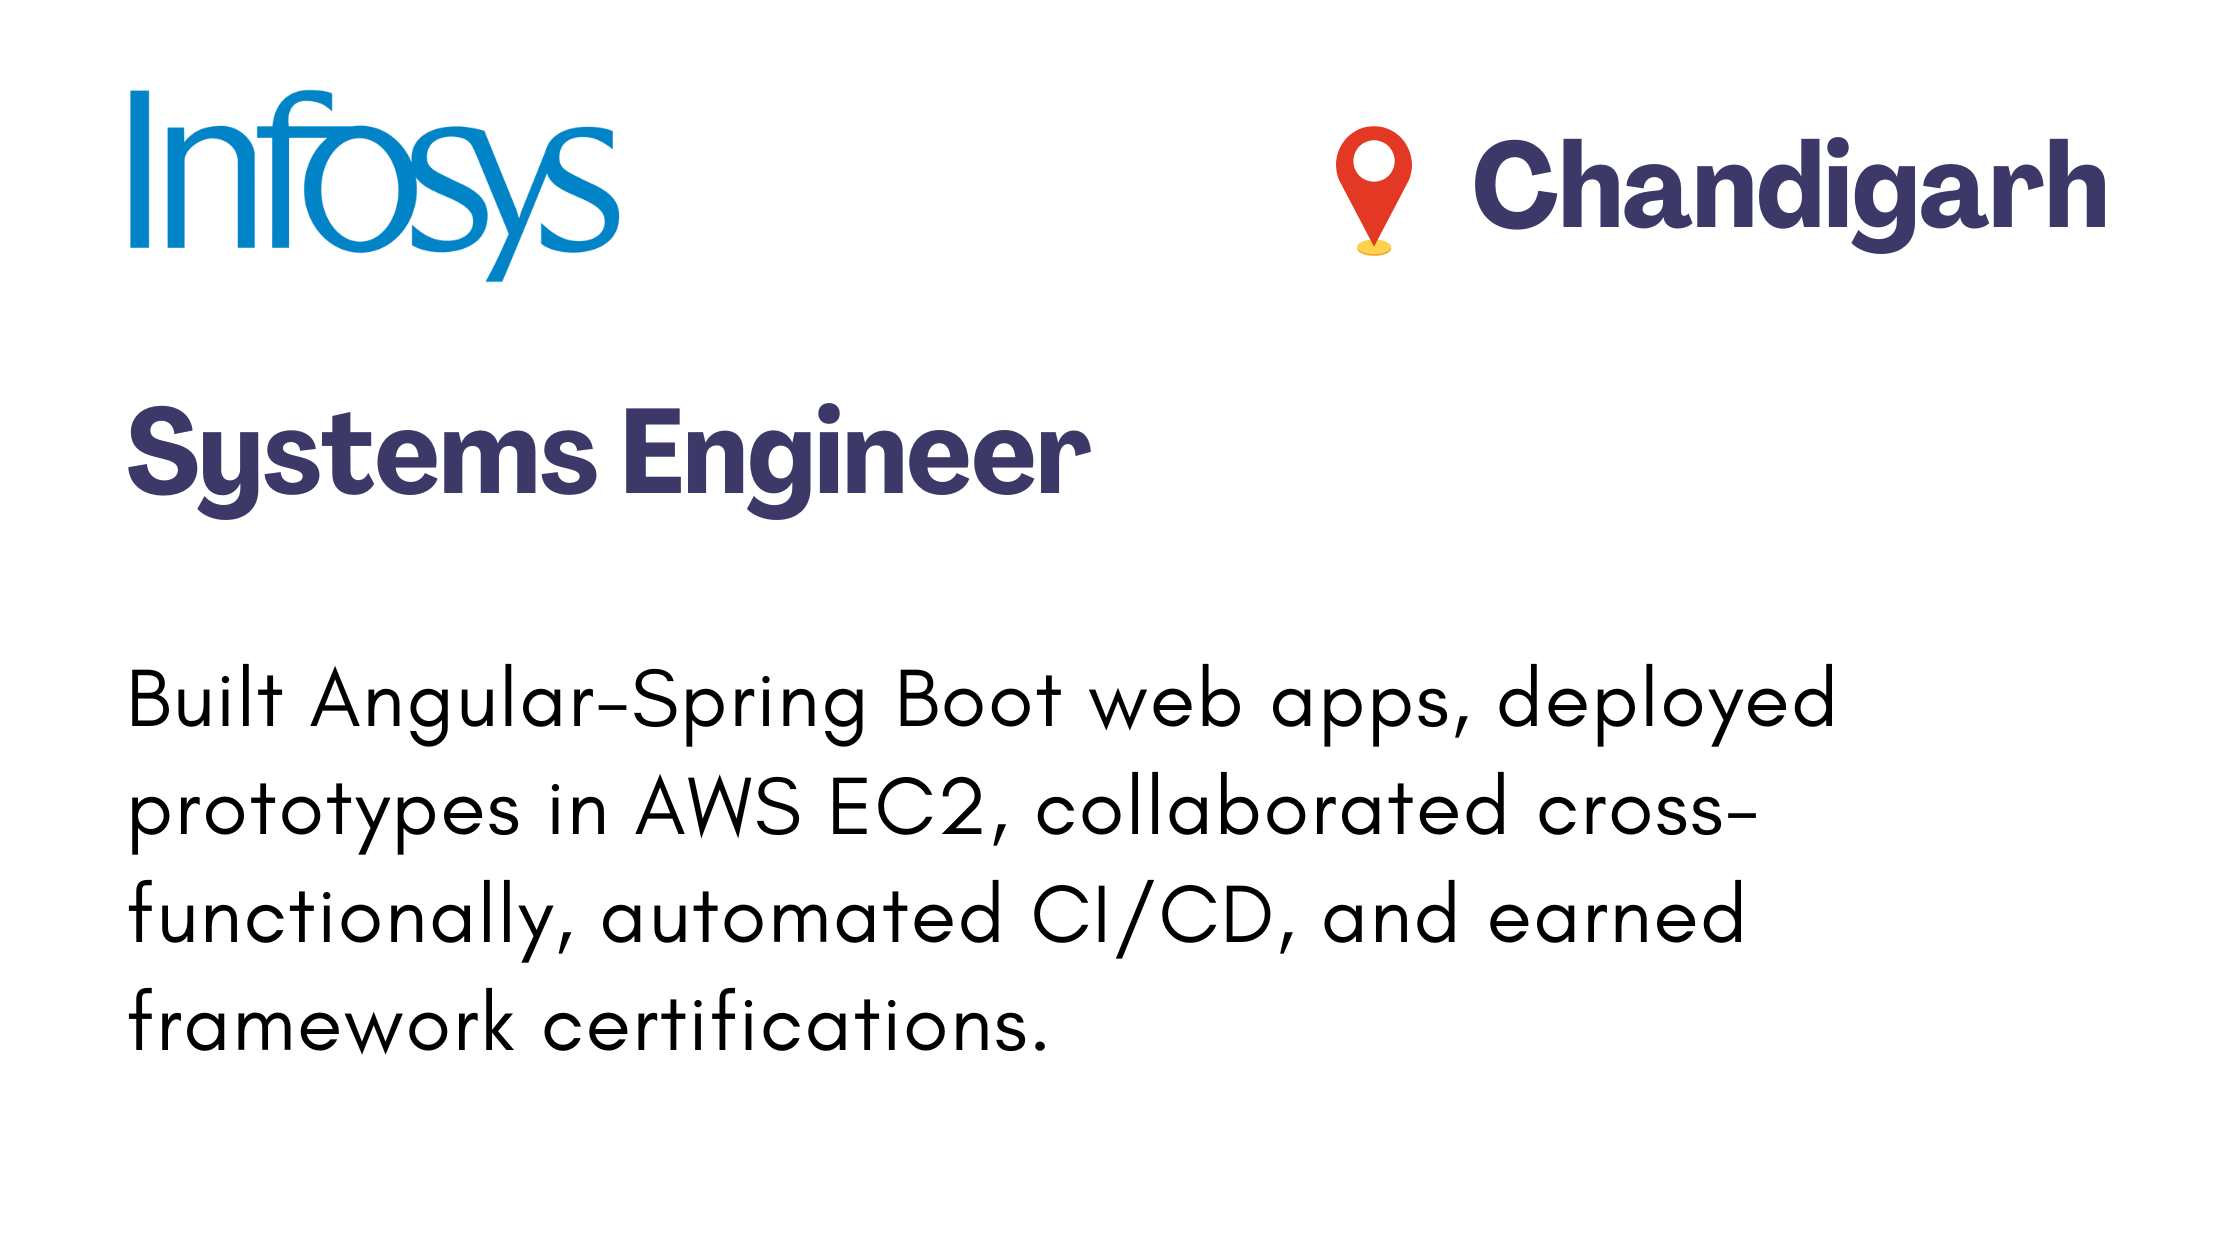 Infosys
Chandigarh
Systems Engineer
Built Angular-Spring Boot web apps, deployed
prototypes in AWS EC2, collaborated cross-
functionally, automated CI/CD, and earned
framework certifications.